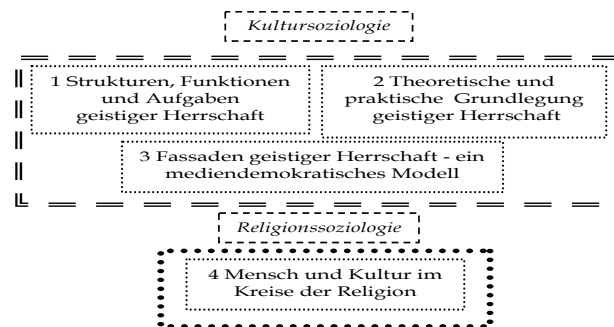 Kultursoziologie
1 Strukturen, Funktionen
und Aufgaben
geistiger Herrschaft
2 Theoretische und
praktische Grundlegung
geistiger Herrschaft
3 Fassaden geistiger Herrschaft - ein
mediendemokratisches Modell
Religionssoziologie
4 Mensch und Kultur im
Kreise der Religion